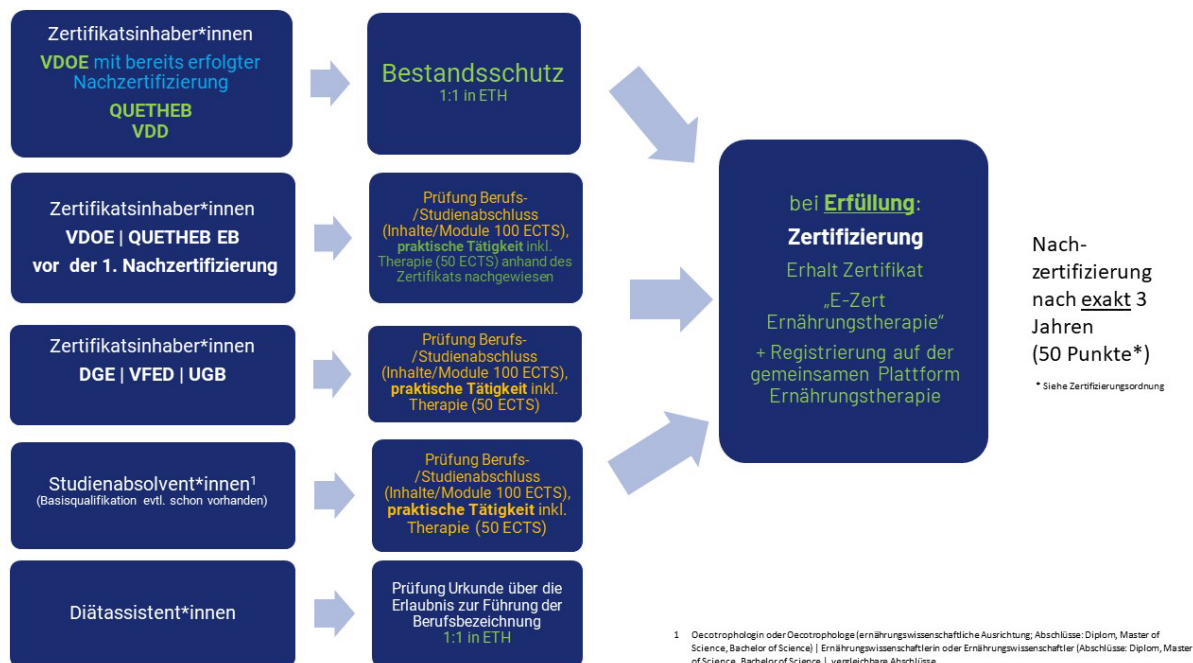 Zertifikatsinhaber*innen
VDOE mit bereits erfolgter
Nachzertifizierung
QUETHEB
VDD
Bestandsschutz
1:1 in ETH
Zertifikatsinhaber*innen
VDOE | QUETHEB EB
vor der 1. Nachzertifizierung
Prüfung Berufs-
/Studienabschluss
(Inhalte/Module 100 ECTS),
praktische Tätigkeit inkl.
Therapie (50 ECTS) anhand des
Zertifikats nachgewiesen
Zertifikatsinhaber*innen
DGE | VFED | UGB
Prüfung Berufs-
/Studienabschluss
(Inhalte/Module 100 ECTS),
praktische Tätigkeit inkl.
Therapie (50 ECTS)
Studienabsolvent*innen¹
(Basisqualifikation evtl. schon vorhanden)
Prüfung Berufs-
/Studienabschluss
(Inhalte/Module 100 ECTS),
praktische Tätigkeit inkl.
Therapie (50 ECTS)
Diätassistent*innen
Prüfung Urkunde über die
Erlaubnis zur Führung der
Berufsbezeichnung
1:1 in ETH
bei Erfüllung:
Zertifizierung
Erhalt Zertifikat
„E-Zert
Ernährungstherapie“
+ Registrierung auf der
gemeinsamen Plattform
Ernährungstherapie
Nach-
zertifizierung
nach exakt 3
Jahren
(50 Punkte*)
* Siehe Zertifizierungsordnung
1 Oecotrophologin oder Oecotrophologe (ernährungswissenschaftliche Ausrichtung; Abschlüsse: Diplom, Master of
Science, Bachelor of Science) | Ernährungswissenschaftlerin oder Ernährungswissenschaftler (Abschlüsse: Diplom, Master
of Science, Bachelor of Science | vergleichbare Abschlüsse